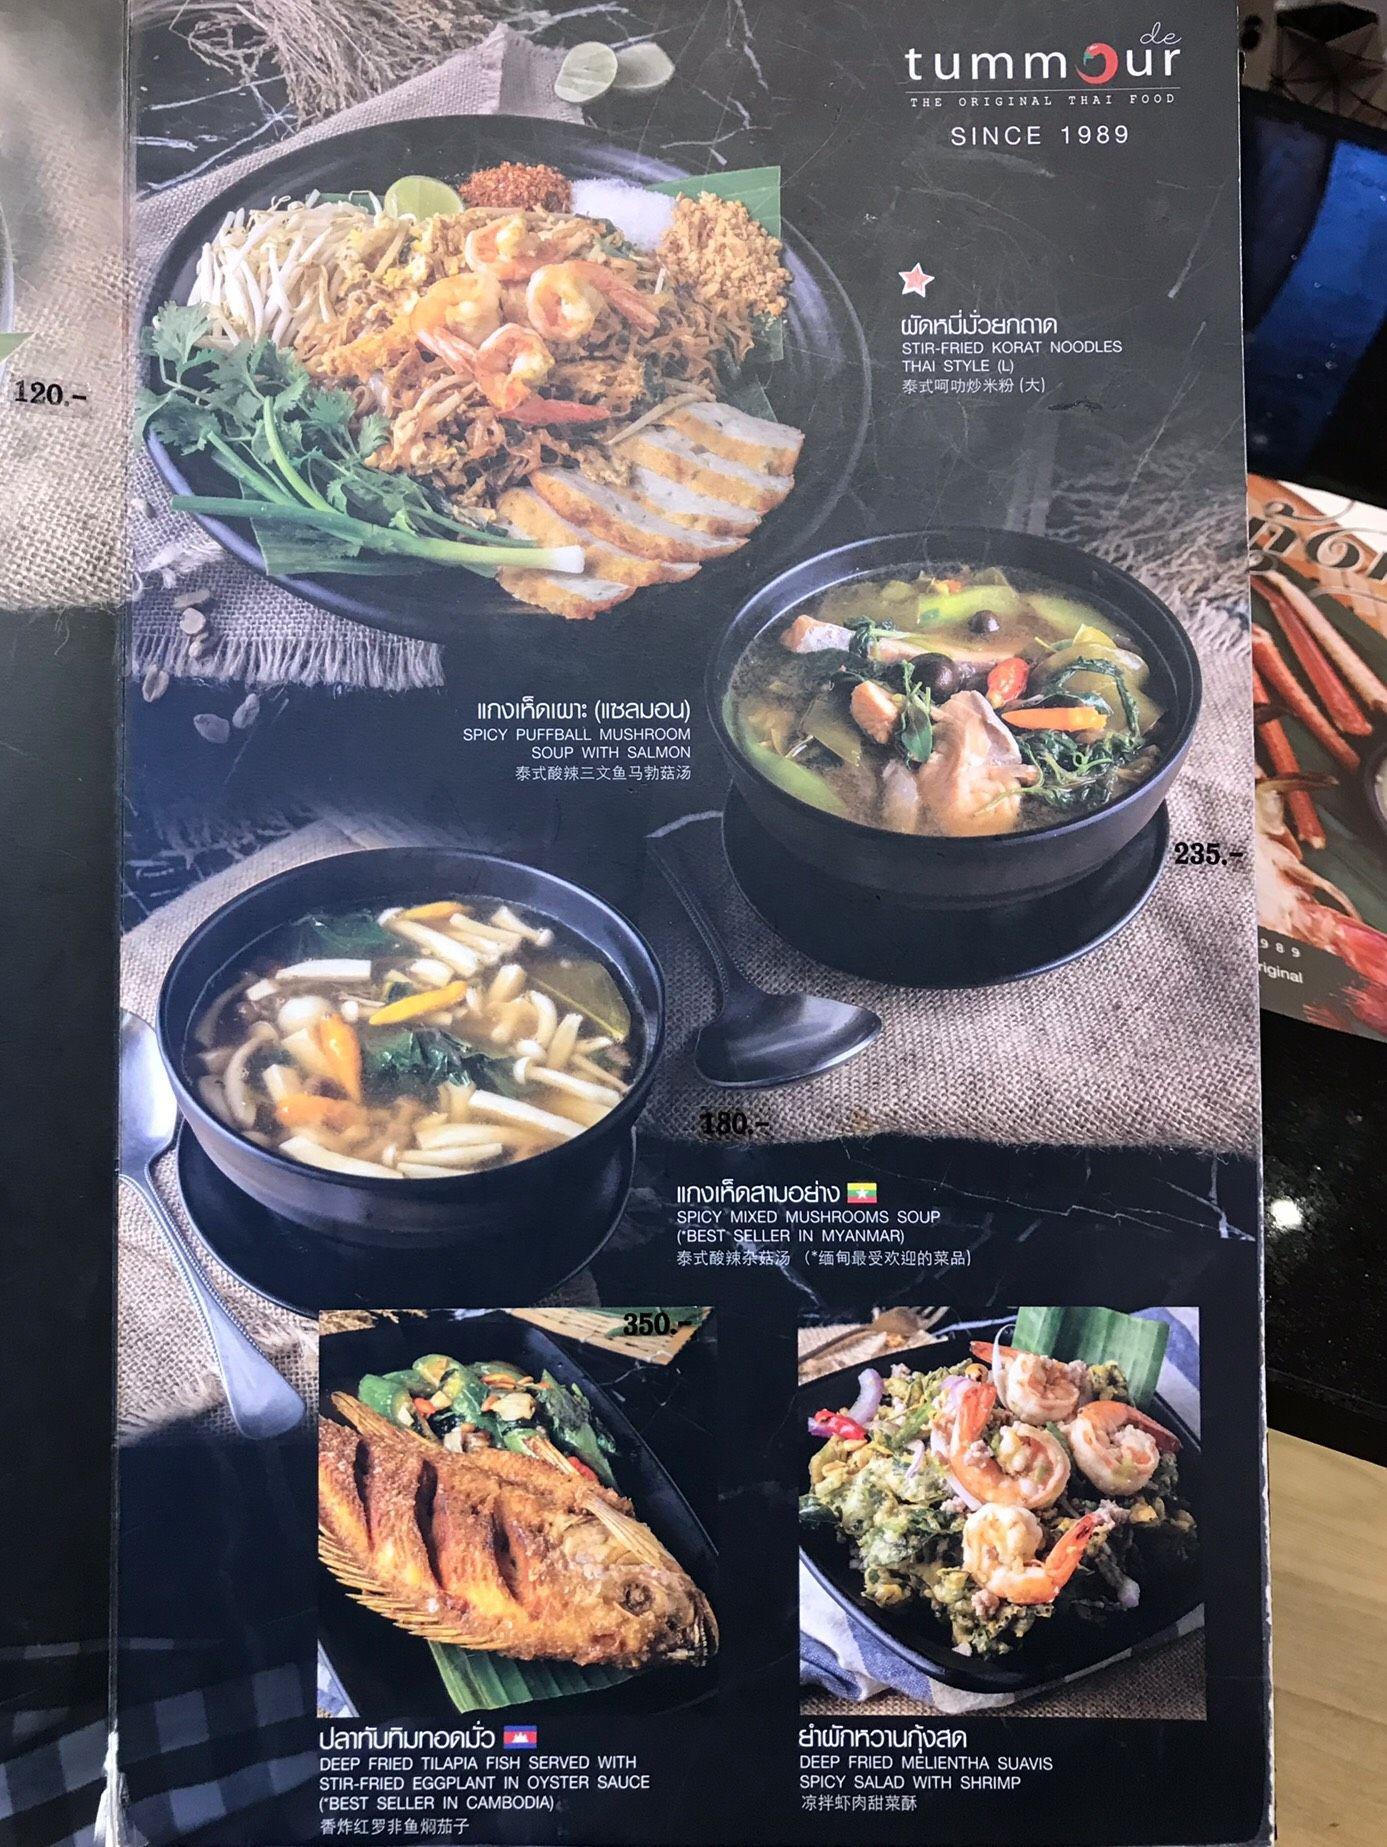 de
tummour
THE ORIGINAL THAI FOOD
SINCE 1989
120.-
ผัดหมี่มั่วยกถาด
STIR-FRIED KORAT NOODLES
THAI STYLE (L)
泰式呵叻炒米粉 (大)
แกงเห็ดเผาะ (แซลมอน)
SPICY PUFFBALL MUSHROOM
SOUP WITH SALMON
泰式酸辣三文鱼马勃菇汤
235.-
989
riginal
180.-
แกงเห็ดสามอย่าง
SPICY MIXED MUSHROOMS SOUP
(*BEST SELLER IN MYANMAR)
泰式酸辣杂菇汤 (*缅甸最受欢迎的菜品)
350.-
ปลาทับทิมทอดมั่ว
DEEP FRIED TILAPIA FISH SERVED WITH
STIR-FRIED EGGPLANT IN OYSTER SAUCE
(*BEST SELLER IN CAMBODIA)
香炸红罗非鱼焖茄子
ยำผักหวานกุ้งสด
DEEP FRIED MELIENTHA SUAVIS
SPICY SALAD WITH SHRIMP
凉拌虾肉甜菜酥